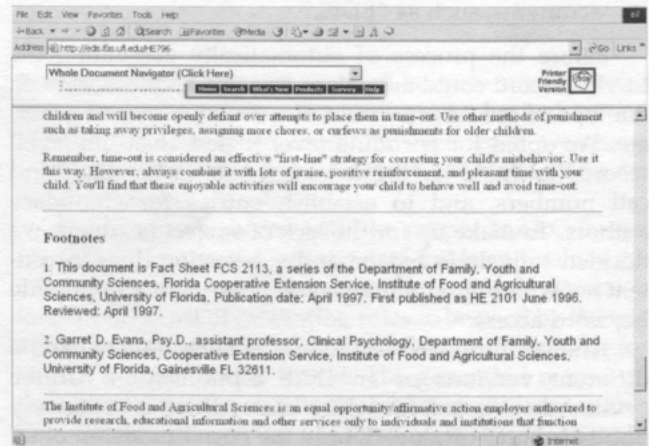 File Edit View Favorites Tools Help
Back Search Favorites Media
Address http://edis.ifas.ufl.edu/HE796 Go Links »
Whole Document Navigator (Click Here)
Printer
Friendly
Version
Home Search What's New Products Survey Help
children and will become openly defiant over attempts to place them in time-out. Use other methods of punishment
such as taking away privileges, assigning more chores, or curfews as punishments for older children.
Remember, time-out is considered an effective "first-line" strategy for correcting your child's misbehavior. Use it
this way. However, always combine it with lots of praise, positive reinforcement, and pleasant time with your
child. You'll find that these enjoyable activities will encourage your child to behave well and avoid time-out.
Footnotes
1. This document is Fact Sheet FCS 2113, a series of the Department of Family, Youth and
Community Sciences, Florida Cooperative Extension Service, Institute of Food and Agricultural
Sciences, University of Florida. Publication date: April 1997. First published as HE 2101 June 1996.
Reviewed: April 1997.
2. Garret D. Evans, Psy.D., assistant professor, Clinical Psychology, Department of Family, Youth and
Community Sciences, Cooperative Extension Service, Institute of Food and Agricultural Sciences,
University of Florida, Gainesville FL 32611.
The Institute of Food and Agricultural Sciences is an equal opportunity/affirmative action employer authorized to
provide research, educational information and other services only to individuals and institutions that function
Internet